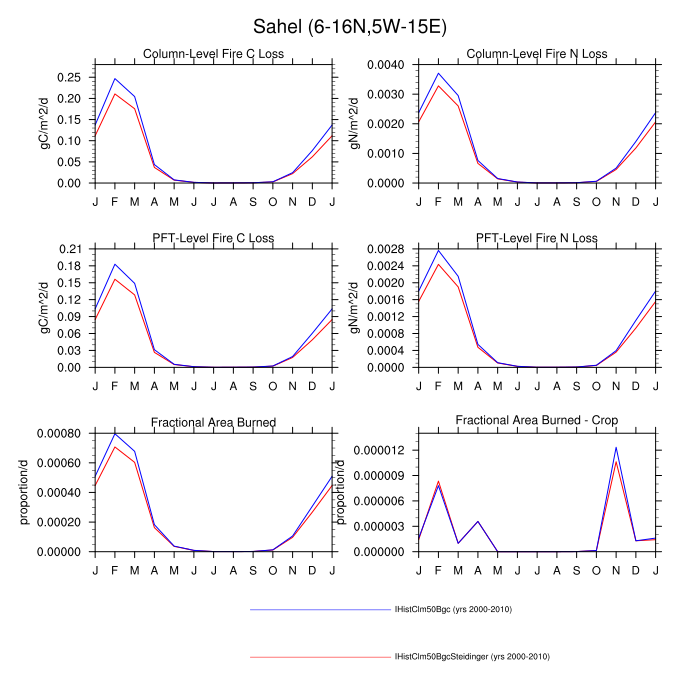 Sahel (6-16N,5W-15E)
Column-Level Fire C Loss
gC/m^2/d
0.25
0.20
0.15
0.10
0.05
0.00
J F M A M J J A S O N D J
Column-Level Fire N Loss
gN/m^2/d
0.0040
0.0030
0.0020
0.0010
0.0000
J F M A M J J A S O N D J
PFT-Level Fire C Loss
gC/m^2/d
0.21
0.18
0.15
0.12
0.09
0.06
0.03
0.00
J F M A M J J A S O N D J
PFT-Level Fire N Loss
gN/m^2/d
0.0028
0.0024
0.0020
0.0016
0.0012
0.0008
0.0004
0.0000
J F M A M J J A S O N D J
Fractional Area Burned
proportion/d
0.00080
0.00060
0.00040
0.00020
0.00000
J F M A M J J A S O N D J
Fractional Area Burned - Crop
proportion/d
0.000012
0.000009
0.000006
0.000003
0.000000
J F M A M J J A S O N D J
IHistClm50Bgc (yrs 2000-2010)
IHistClm50BgcSteidinger (yrs 2000-2010)